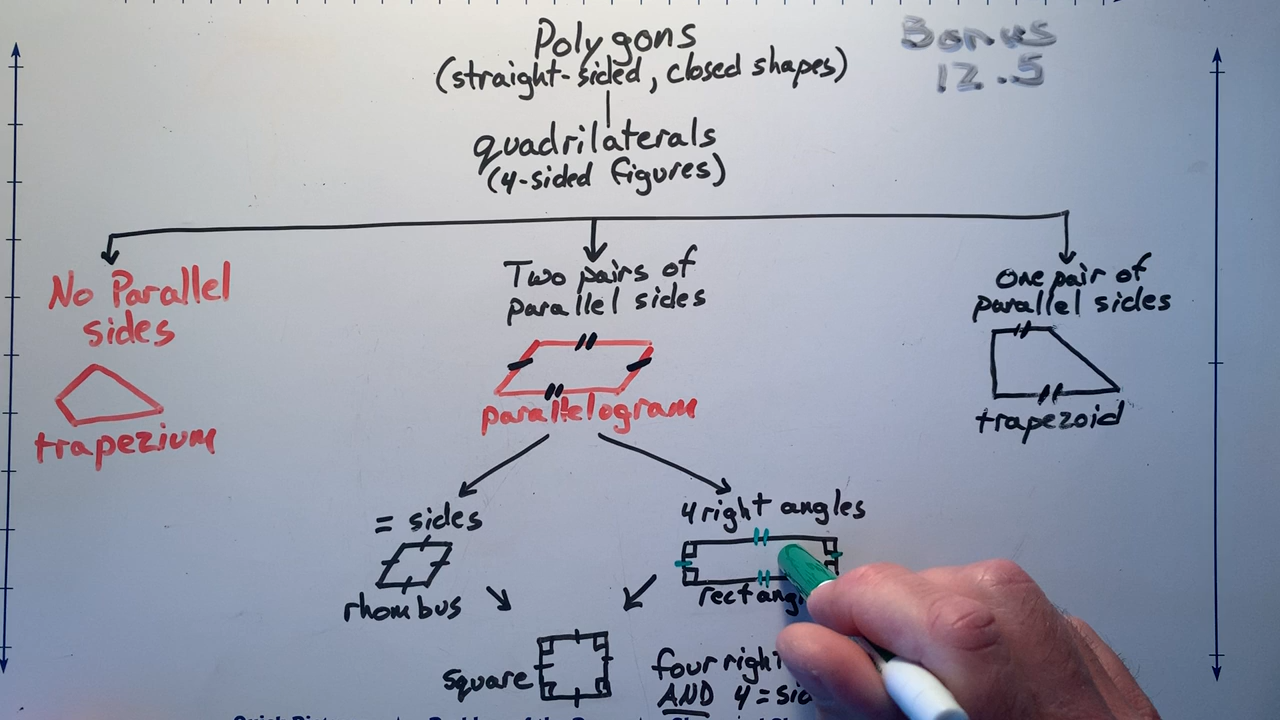 Polygons
(straight-sided, closed shapes)
Bonus
12.5
quadrilaterals
(4-sided figures)
No Parallel
sides
trapezium
Two pairs of
parallel sides
parallelogram
One pair of
parallel sides
trapezoid
= sides
rhombus
4 right angles
rectang
square
four right
AND 4 = sid